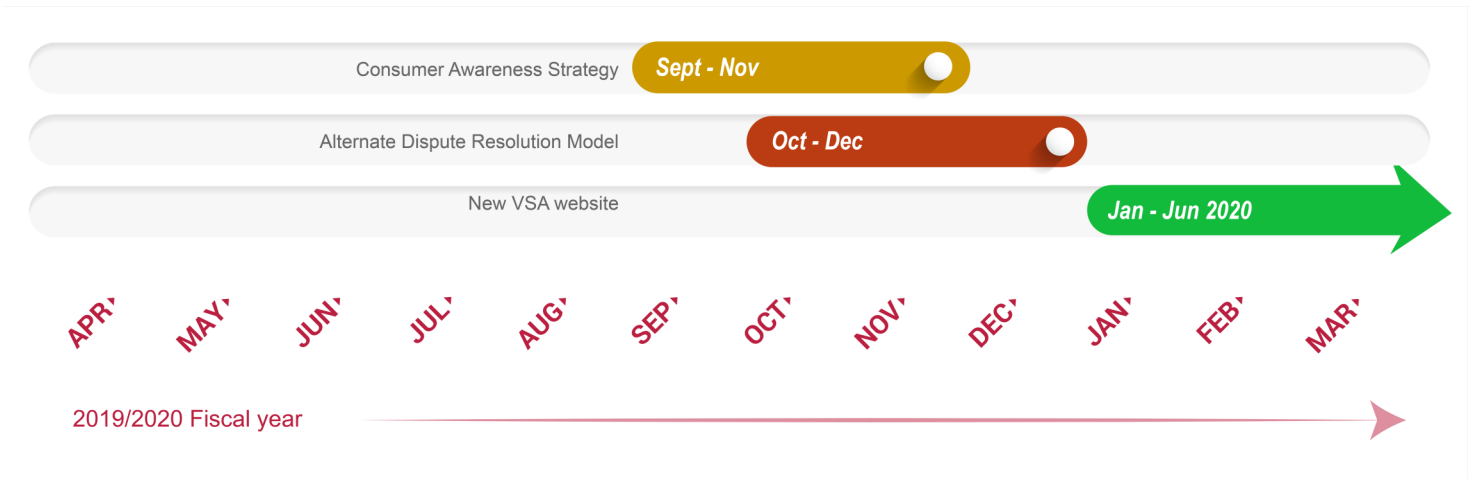 Consumer Awareness Strategy Sept - Nov
Alternate Dispute Resolution Model Oct - Dec
New VSA website Jan - Jun 2020
APR MAY JUN JUL AUG SEP OCT NOV DEC JAN FEB MAR
2019/2020 Fiscal year